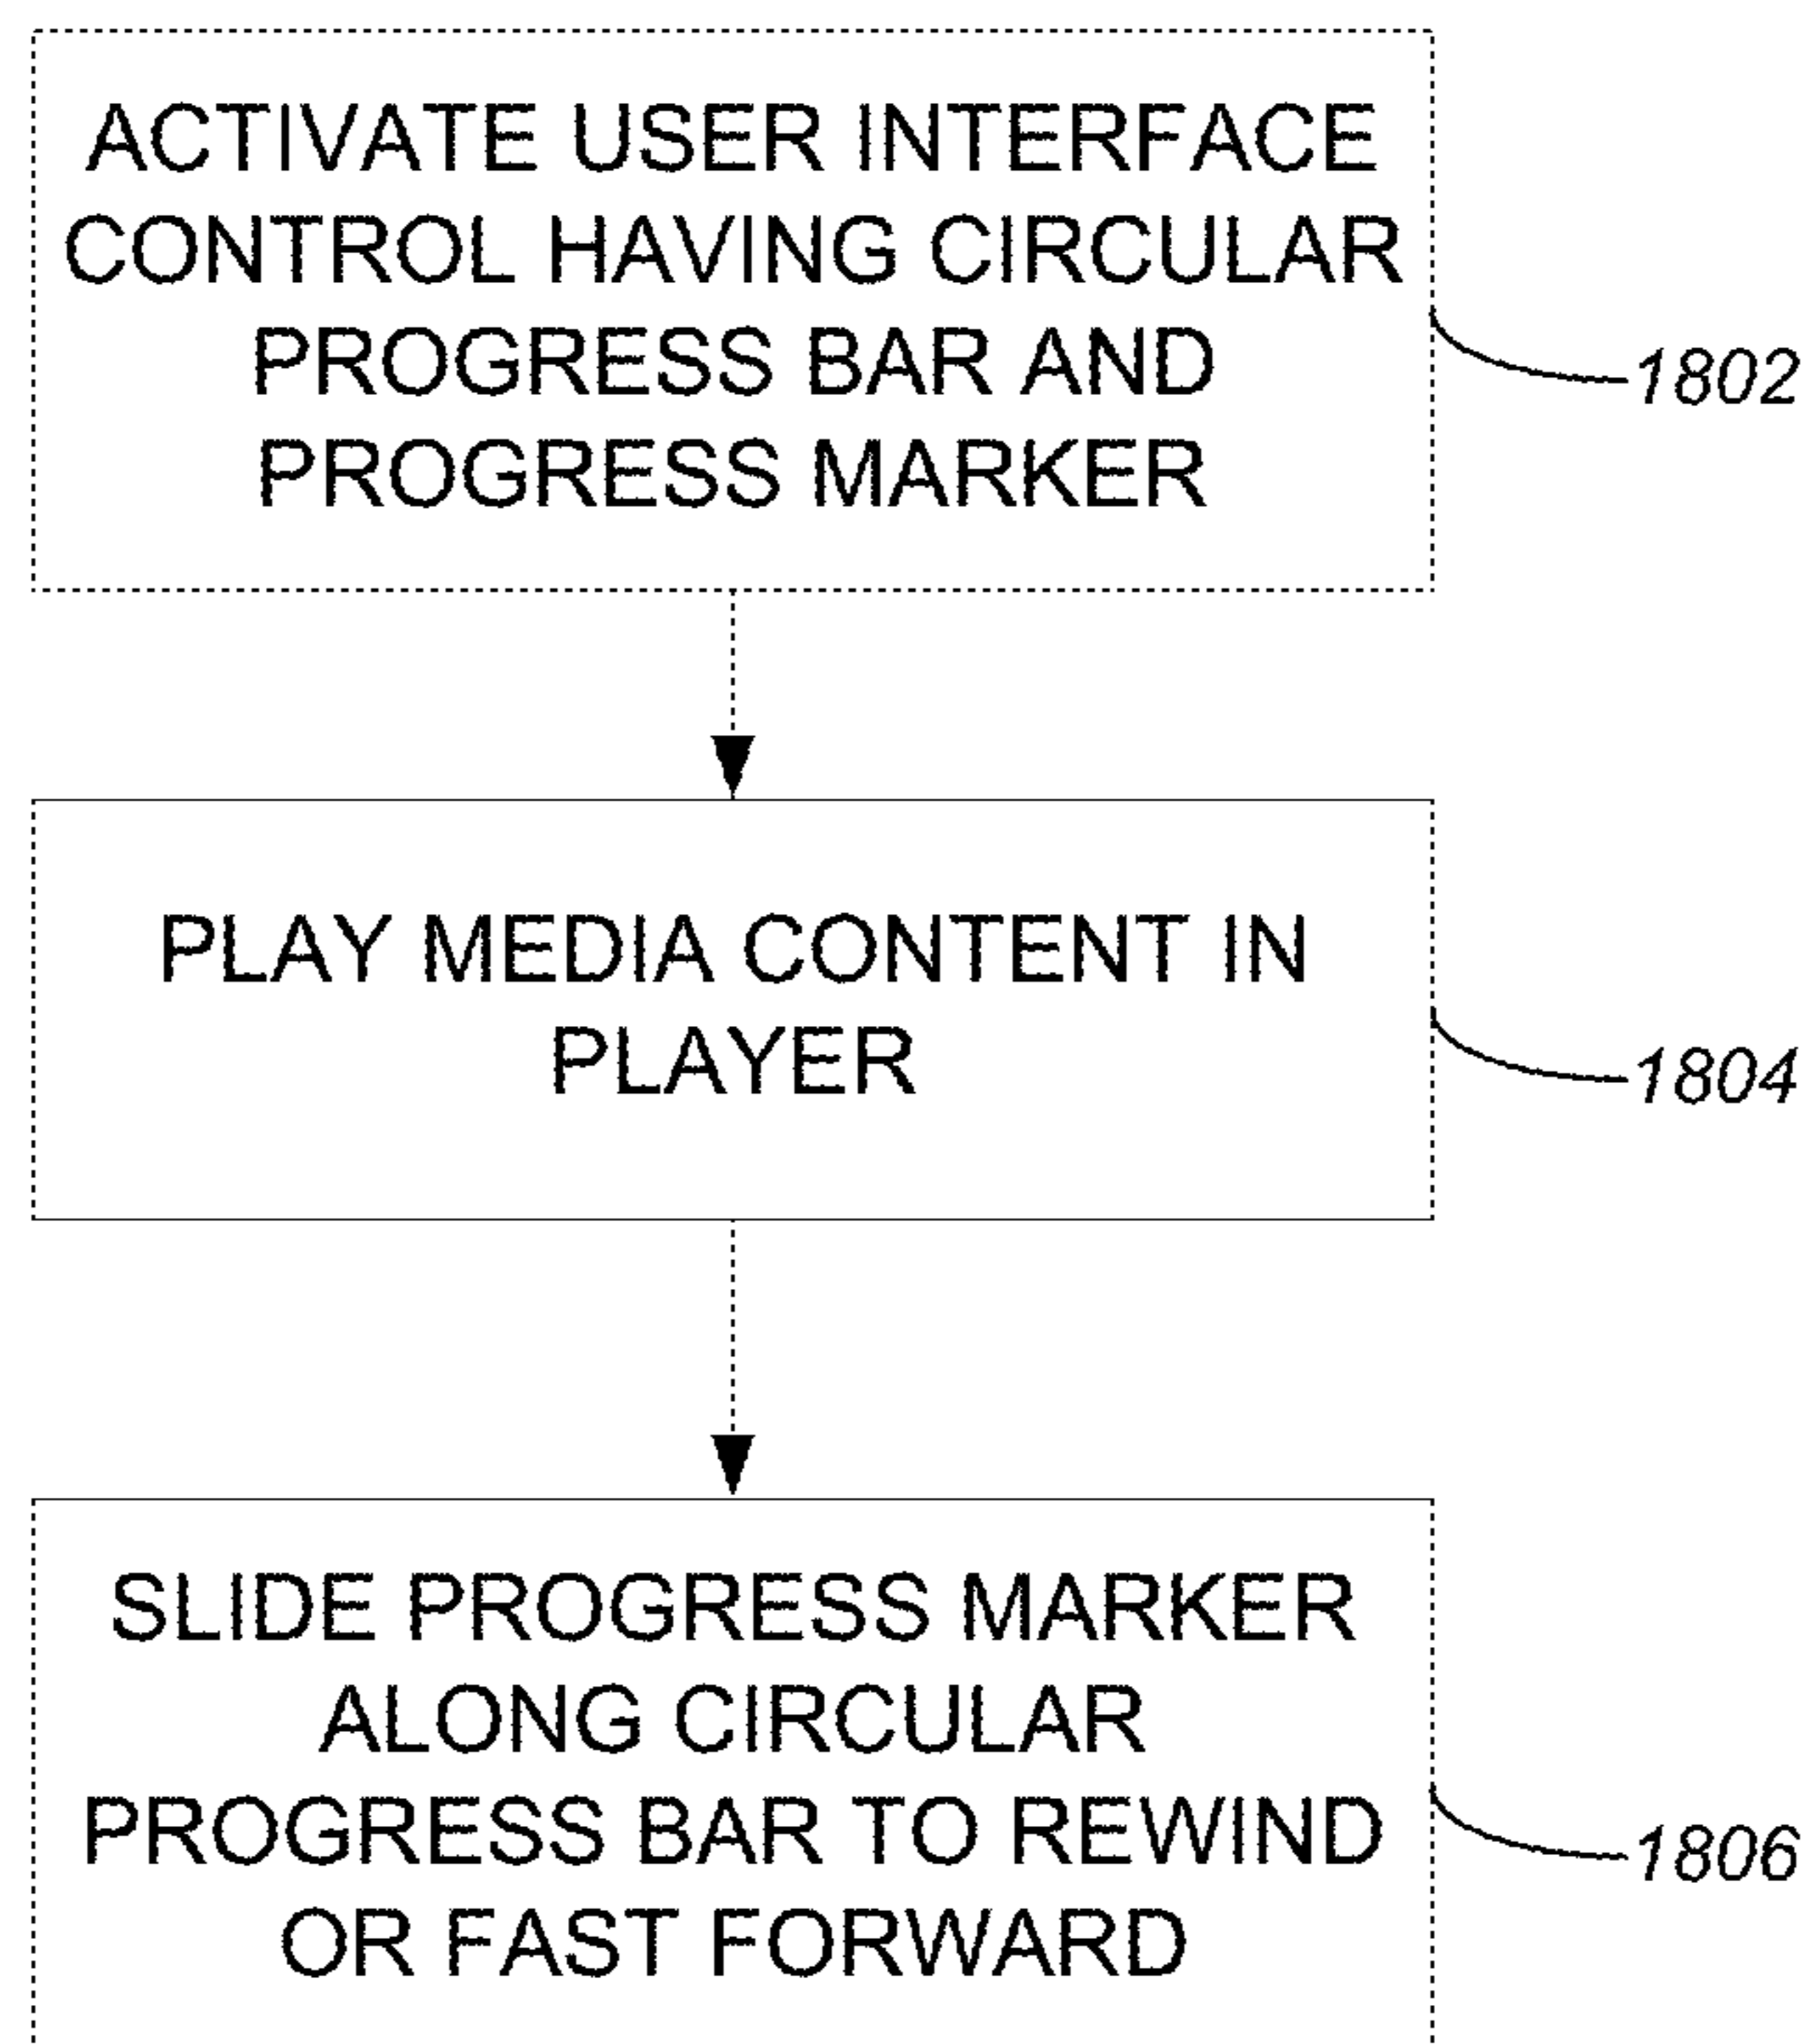 ACTIVATE USER INTERFACE
CONTROL HAVING CIRCULAR
PROGRESS BAR AND
PROGRESS MARKER
1802
PLAY MEDIA CONTENT IN
PLAYER
1804
SLIDE PROGRESS MARKER
ALONG CIRCULAR
PROGRESS BAR TO REWIND
OR FAST FORWARD
1806